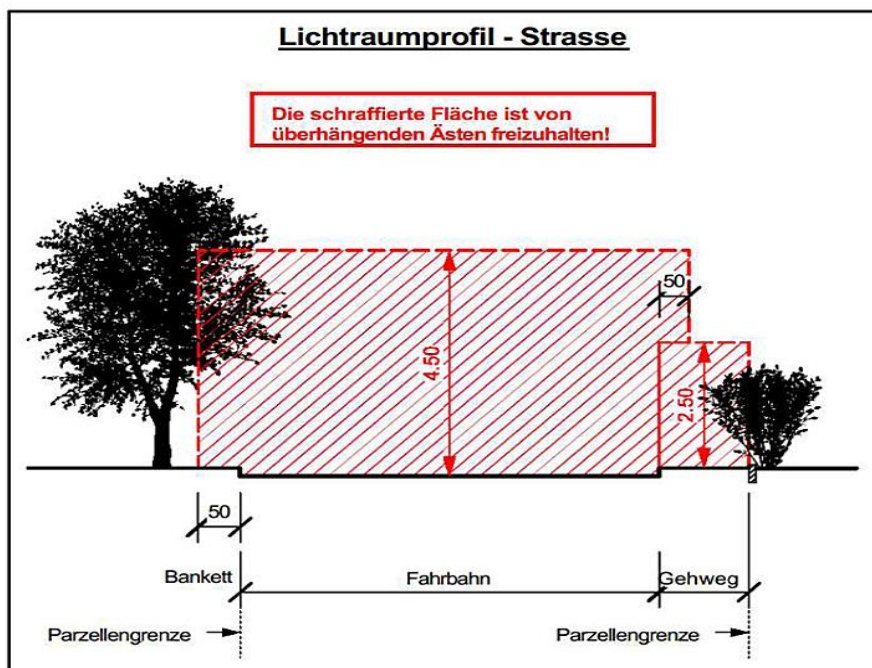 Lichtraumprofil - Strasse
Die schraffierte Fläche ist von
überhängenden Ästen freizuhalten!
50
4.50
2.50
50
Bankett
Fahrbahn
Gehweg
Parzellengrenze
Parzellengrenze